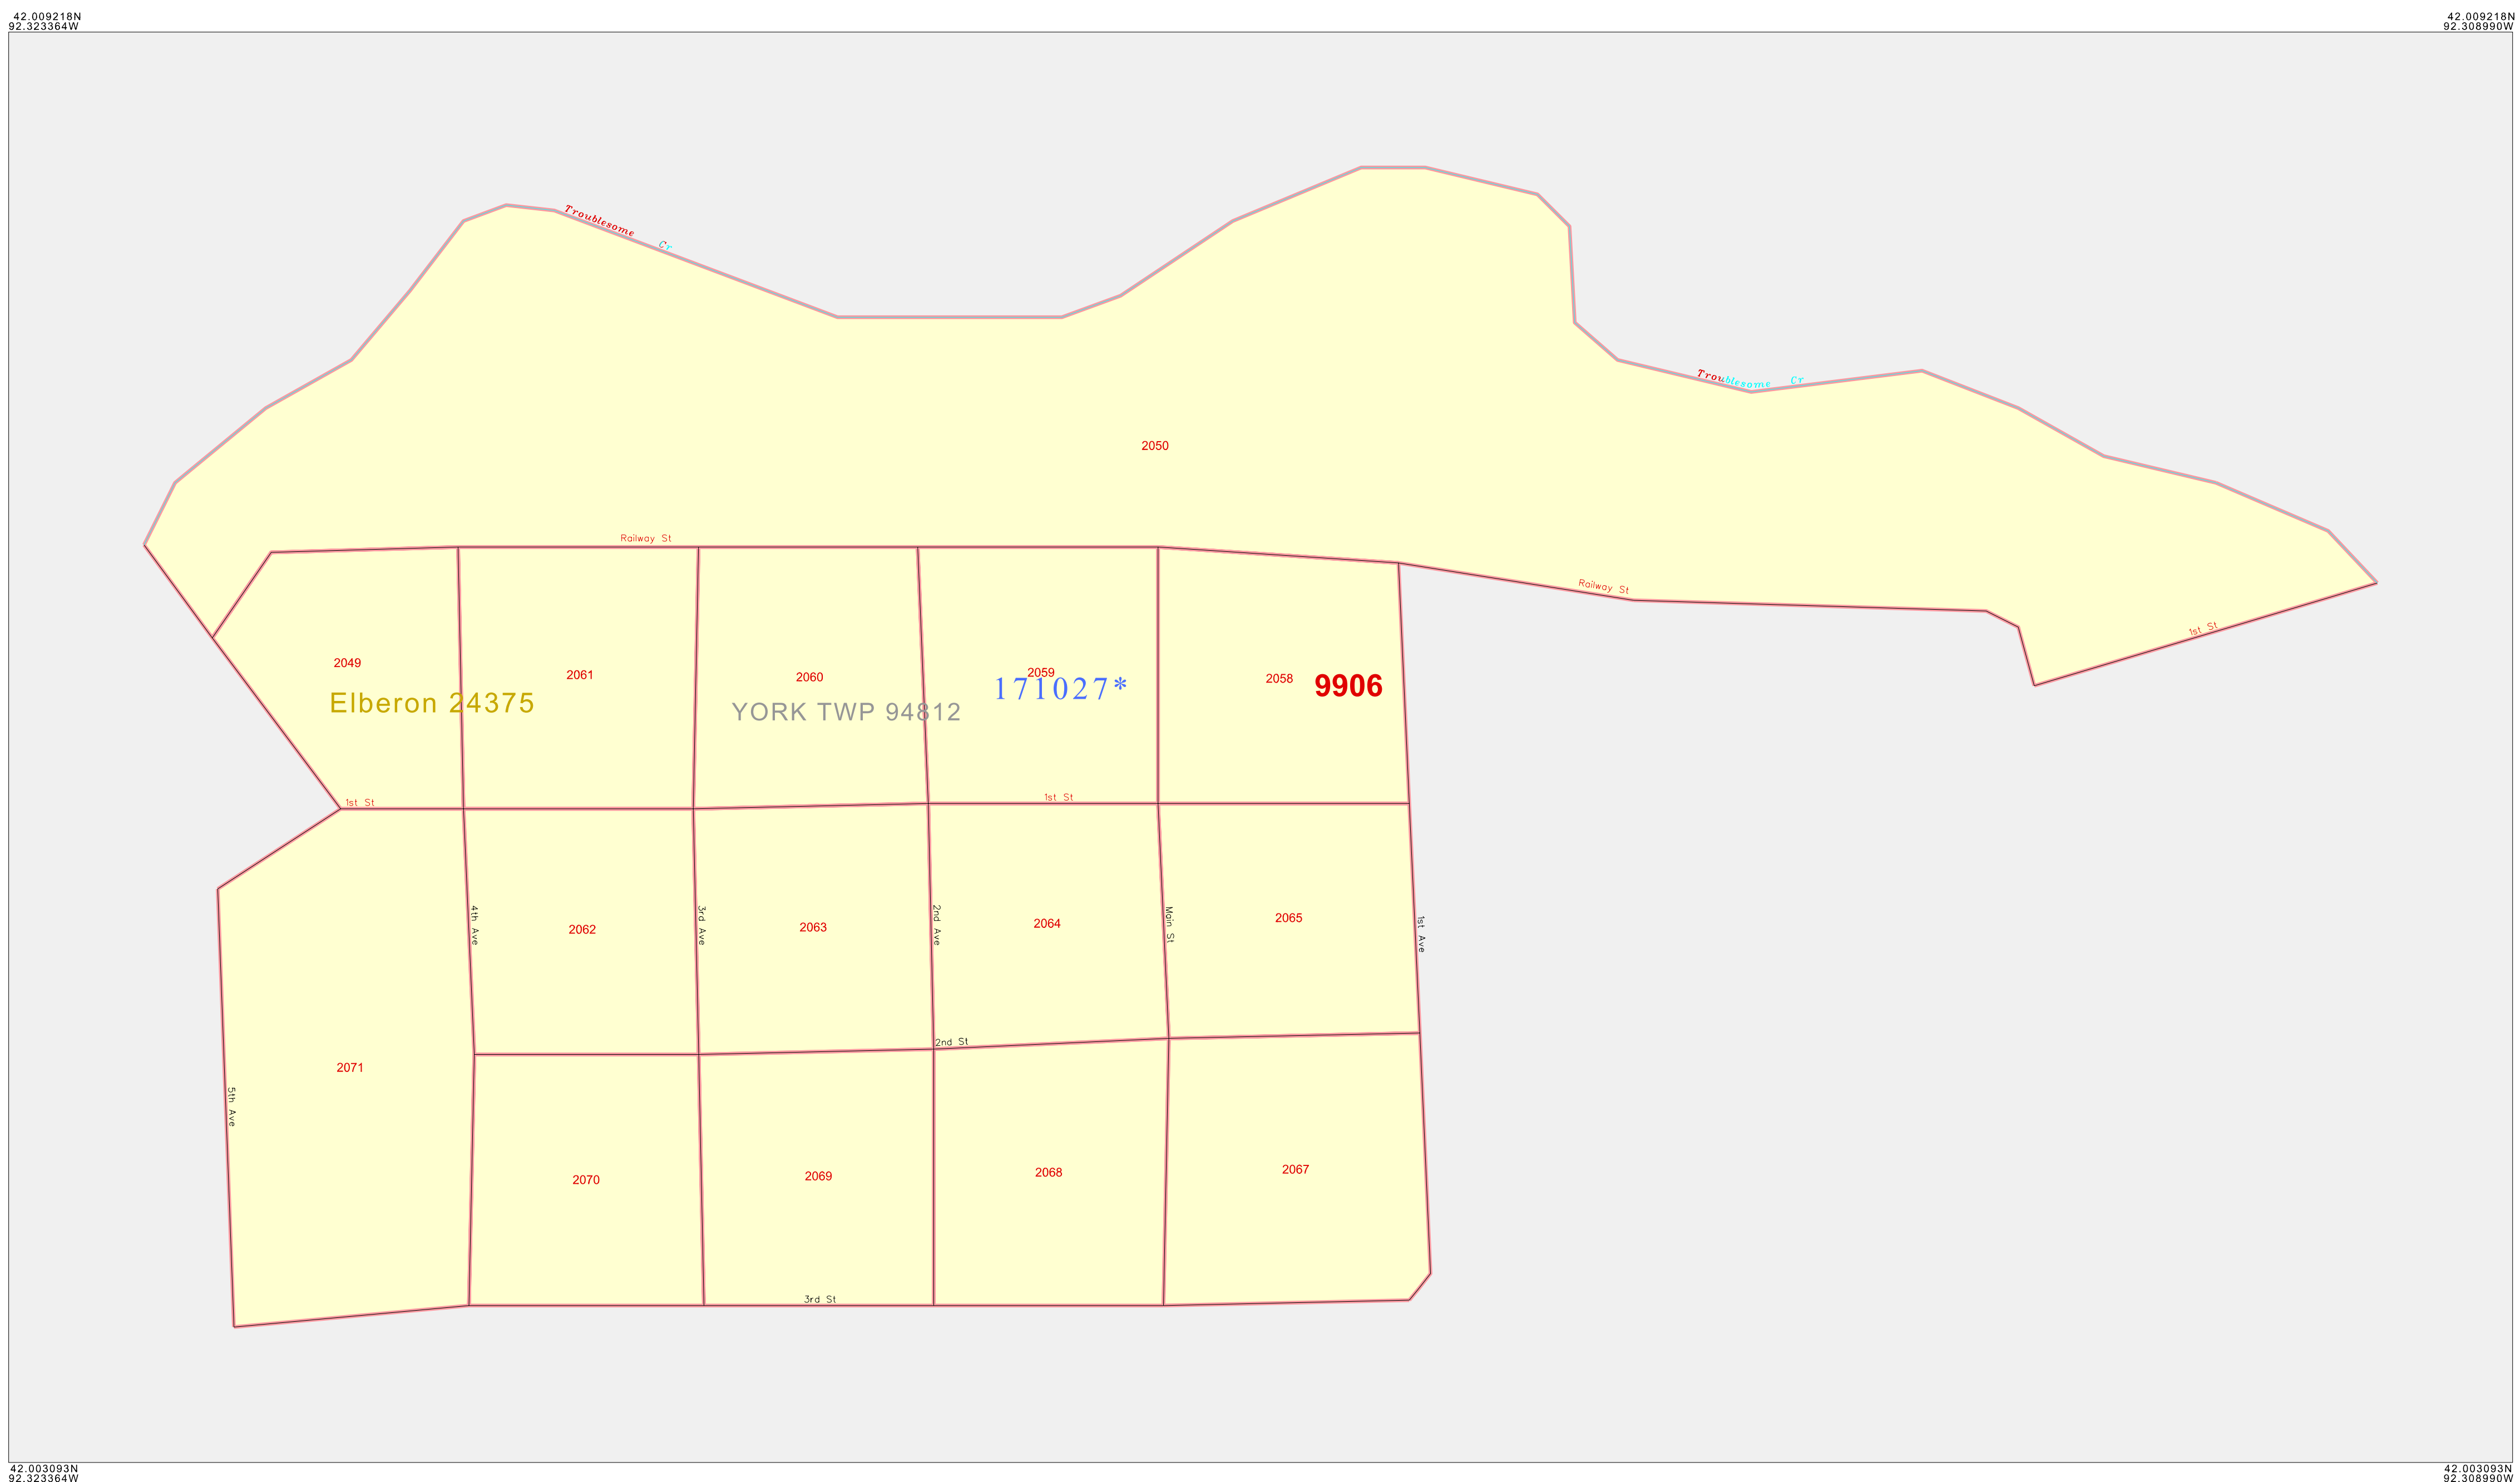 42.009218N
92.323364W
42.009218N
92.308990W
Troublesome Cr
Troublesome Cr
2050
Railway St
Railway St
1st St
2049
2061
2060
2059
2058
9906
171027*
Elberon 24375
YORK TWP 94812
1st St
1st St
4th Ave
3rd Ave
2nd Ave
Main St
1st Ave
2062
2063
2064
2065
2nd St
2071
5th Ave
2070
2069
2068
2067
3rd St
42.003093N
92.323364W
42.003093N
92.308990W